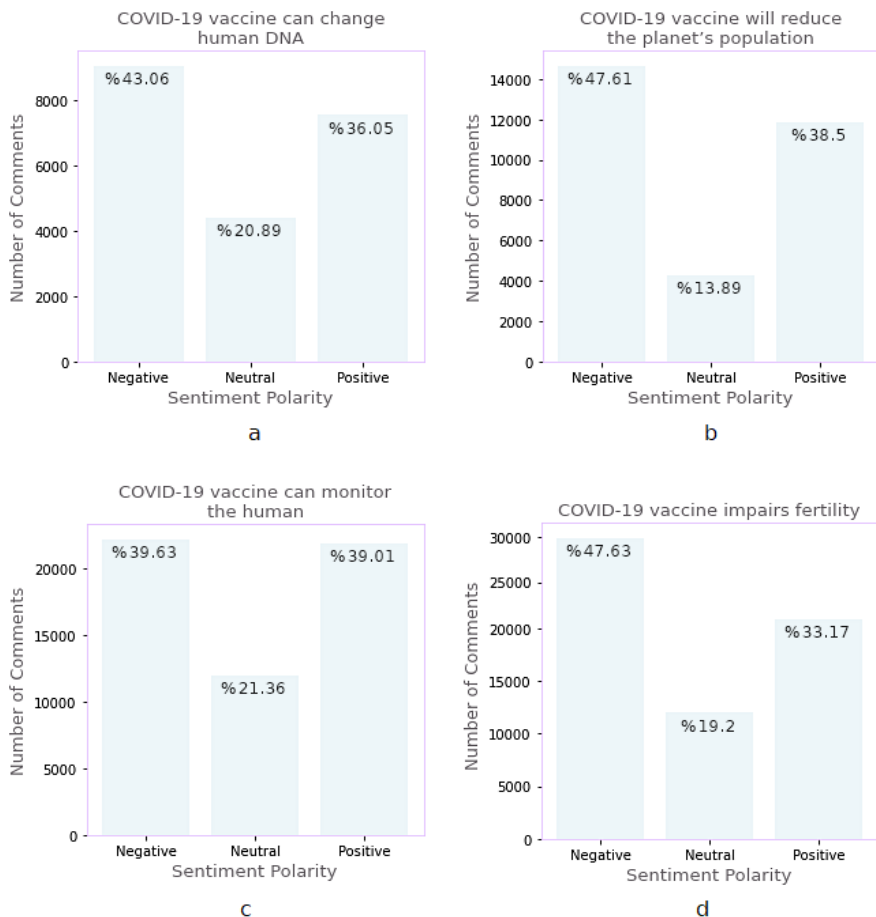 COVID-19 vaccine can change
human DNA
Number of Comments
8000
6000
4000
2000
0
%43.06
%20.89
%36.05
Negative
Neutral
Positive
Sentiment Polarity
a
COVID-19 vaccine will reduce
the planet’s population
Number of Comments
14000
12000
10000
8000
6000
4000
2000
0
%47.61
%13.89
%38.5
Negative
Neutral
Positive
Sentiment Polarity
b
COVID-19 vaccine can monitor
the human
Number of Comments
20000
15000
10000
5000
0
%39.63
%21.36
%39.01
Negative
Neutral
Positive
Sentiment Polarity
c
COVID-19 vaccine impairs fertility
Number of Comments
30000
25000
20000
15000
10000
5000
0
%47.63
%19.2
%33.17
Negative
Neutral
Positive
Sentiment Polarity
d